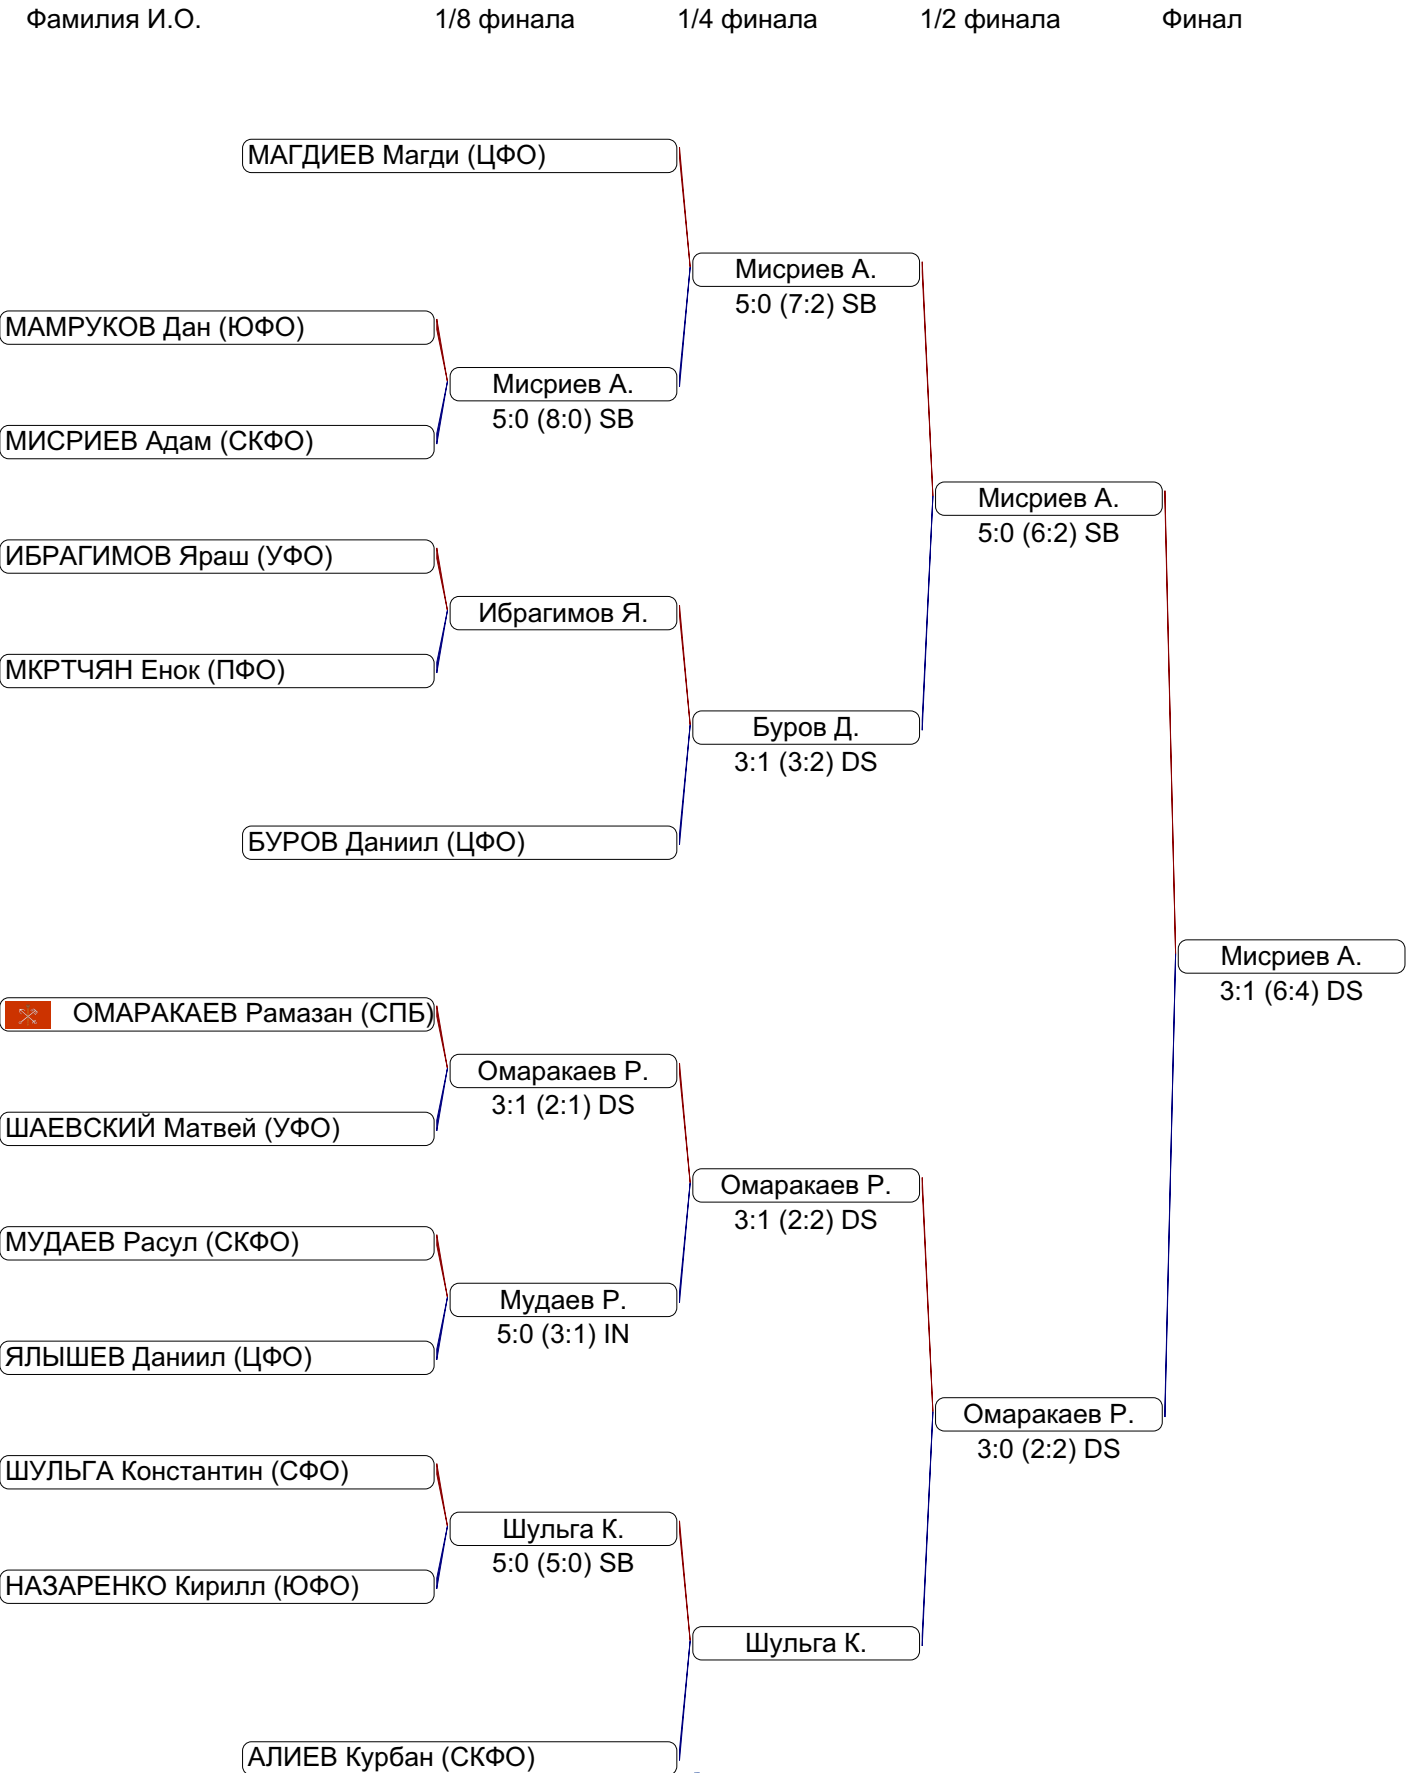 Фамилия И.О. 1/8 финала 1/4 финала 1/2 финала Финал
МАГДИЕВ Магди (ЦФО)
Мисриев А.
5:0 (7:2) SB
МАМРУКОВ Дан (ЮФО)
Мисриев А.
5:0 (8:0) SB
МИСРИЕВ Адам (СКФО)
Мисриев А.
5:0 (6:2) SB
ИБРАГИМОВ Яраш (УФО)
Ибрагимов Я.
МКРТЧЯН Енок (ПФО)
Буров Д.
3:1 (3:2) DS
БУРОВ Даниил (ЦФО)
Мисриев А.
3:1 (6:4) DS
ОМАРАКАЕВ Рамазан (СПБ)
Омаракаев Р.
3:1 (2:1) DS
ШАЕВСКИЙ Матвей (УФО)
Омаракаев Р.
3:1 (2:2) DS
МУДАЕВ Расул (СКФО)
Мудаев Р.
5:0 (3:1) IN
ЯЛЫШЕВ Даниил (ЦФО)
Омаракаев Р.
3:0 (2:2) DS
ШУЛЬГА Константин (СФО)
Шульга К.
5:0 (5:0) SB
НАЗАРЕНКО Кирилл (ЮФО)
Шульга К.
АЛИЕВ Курбан (СКФО)